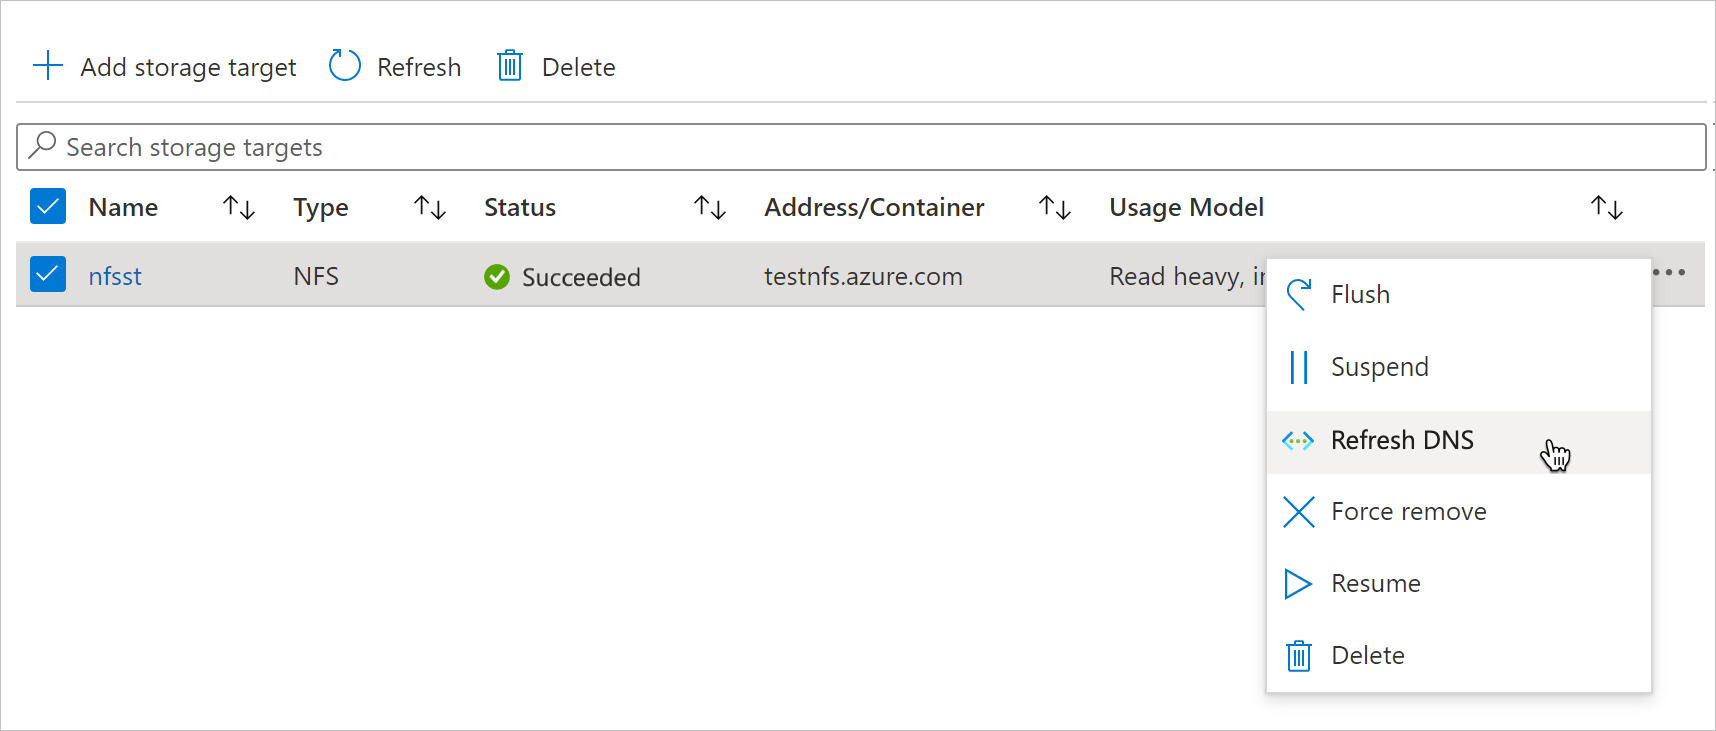 Add storage target Refresh Delete
Search storage targets
Name Type Status Address/Container Usage Model
nfsst NFS Succeeded testnfs.azure.com Read heavy,
Flush
Suspend
Refresh DNS
Force remove
Resume
Delete